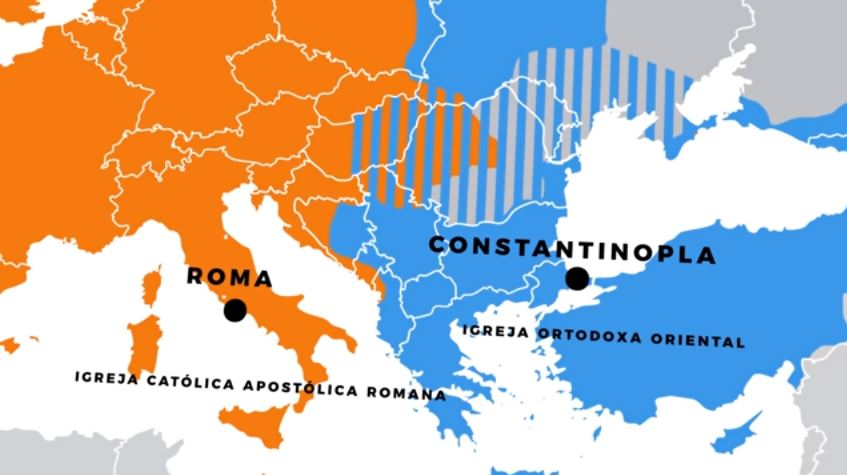 CONSTANTINOPLA
ROMA
IGREJA ORTODOXA ORIENTAL
IGREJA CATÓLICA APOSTÓLICA ROMANA